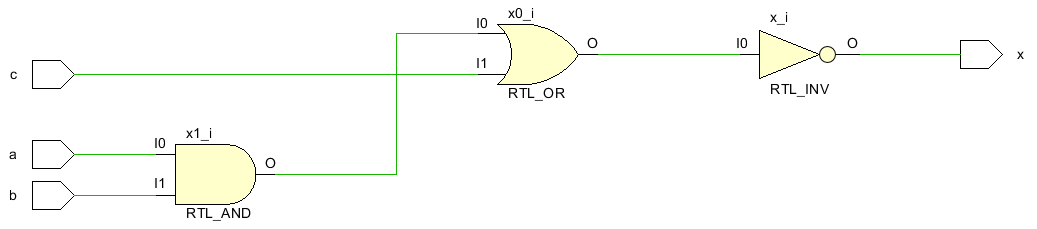 x0_i
x_i
I0
O
I0
O
c
I1
x
RTL_OR
RTL_INV
x1_i
a
I0
O
b
I1
RTL_AND